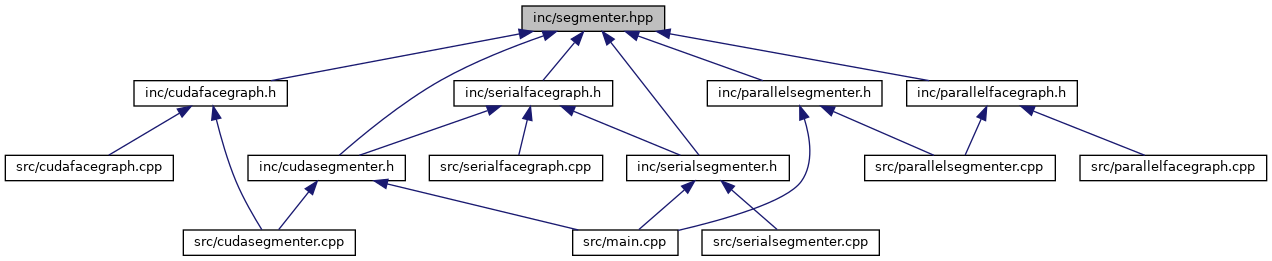 inc/segmenter.hpp
inc/cudafacegraph.h
inc/serialfacegraph.h
inc/parallelsegmenter.h
inc/parallelfacegraph.h
src/cudafacegraph.cpp
inc/cudasegmenter.h
src/serialfacegraph.cpp
inc/serialsegmenter.h
src/parallelsegmenter.cpp
src/parallelfacegraph.cpp
src/cudasegmenter.cpp
src/main.cpp
src/serialsegmenter.cpp